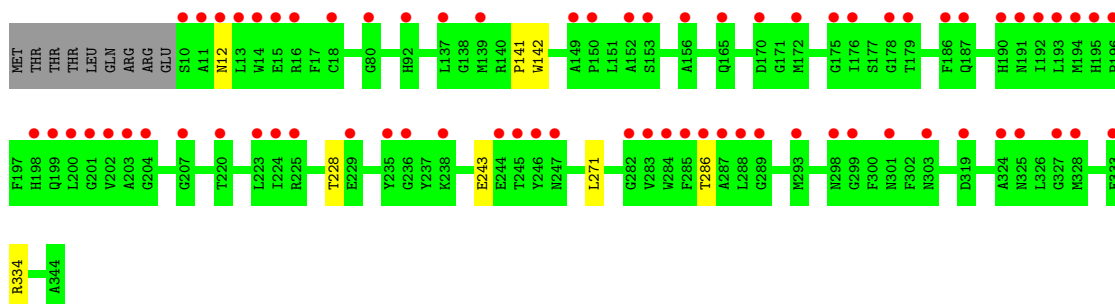 MET THR THR THR LEU GLN ARG ARG GLU S10 A11 N12 L13 W14 E15 R16 F17 C18 G80 H92 L137 G138 M139 R140 P141 W142 A149 P150 L151 A152 S153 A156 Q165 D170 G171 M172 G175 I176 S177 G178 T179 F186 Q187 H190 N191 I192 L193 M194 H195
F197 H198 Q199 L200 G201 V202 A203 G204 G207 T220 L223 I224 R225 T228 E229 Y235 G236 Y237 K238 E243 E244 T245 Y246 N247 L271 G282 V283 W284 F285 T286 A287 L288 G289 M293 N298 G299 F300 N301 F302 N303 D319 A324 N325 L326 G327 M328
R334 A344